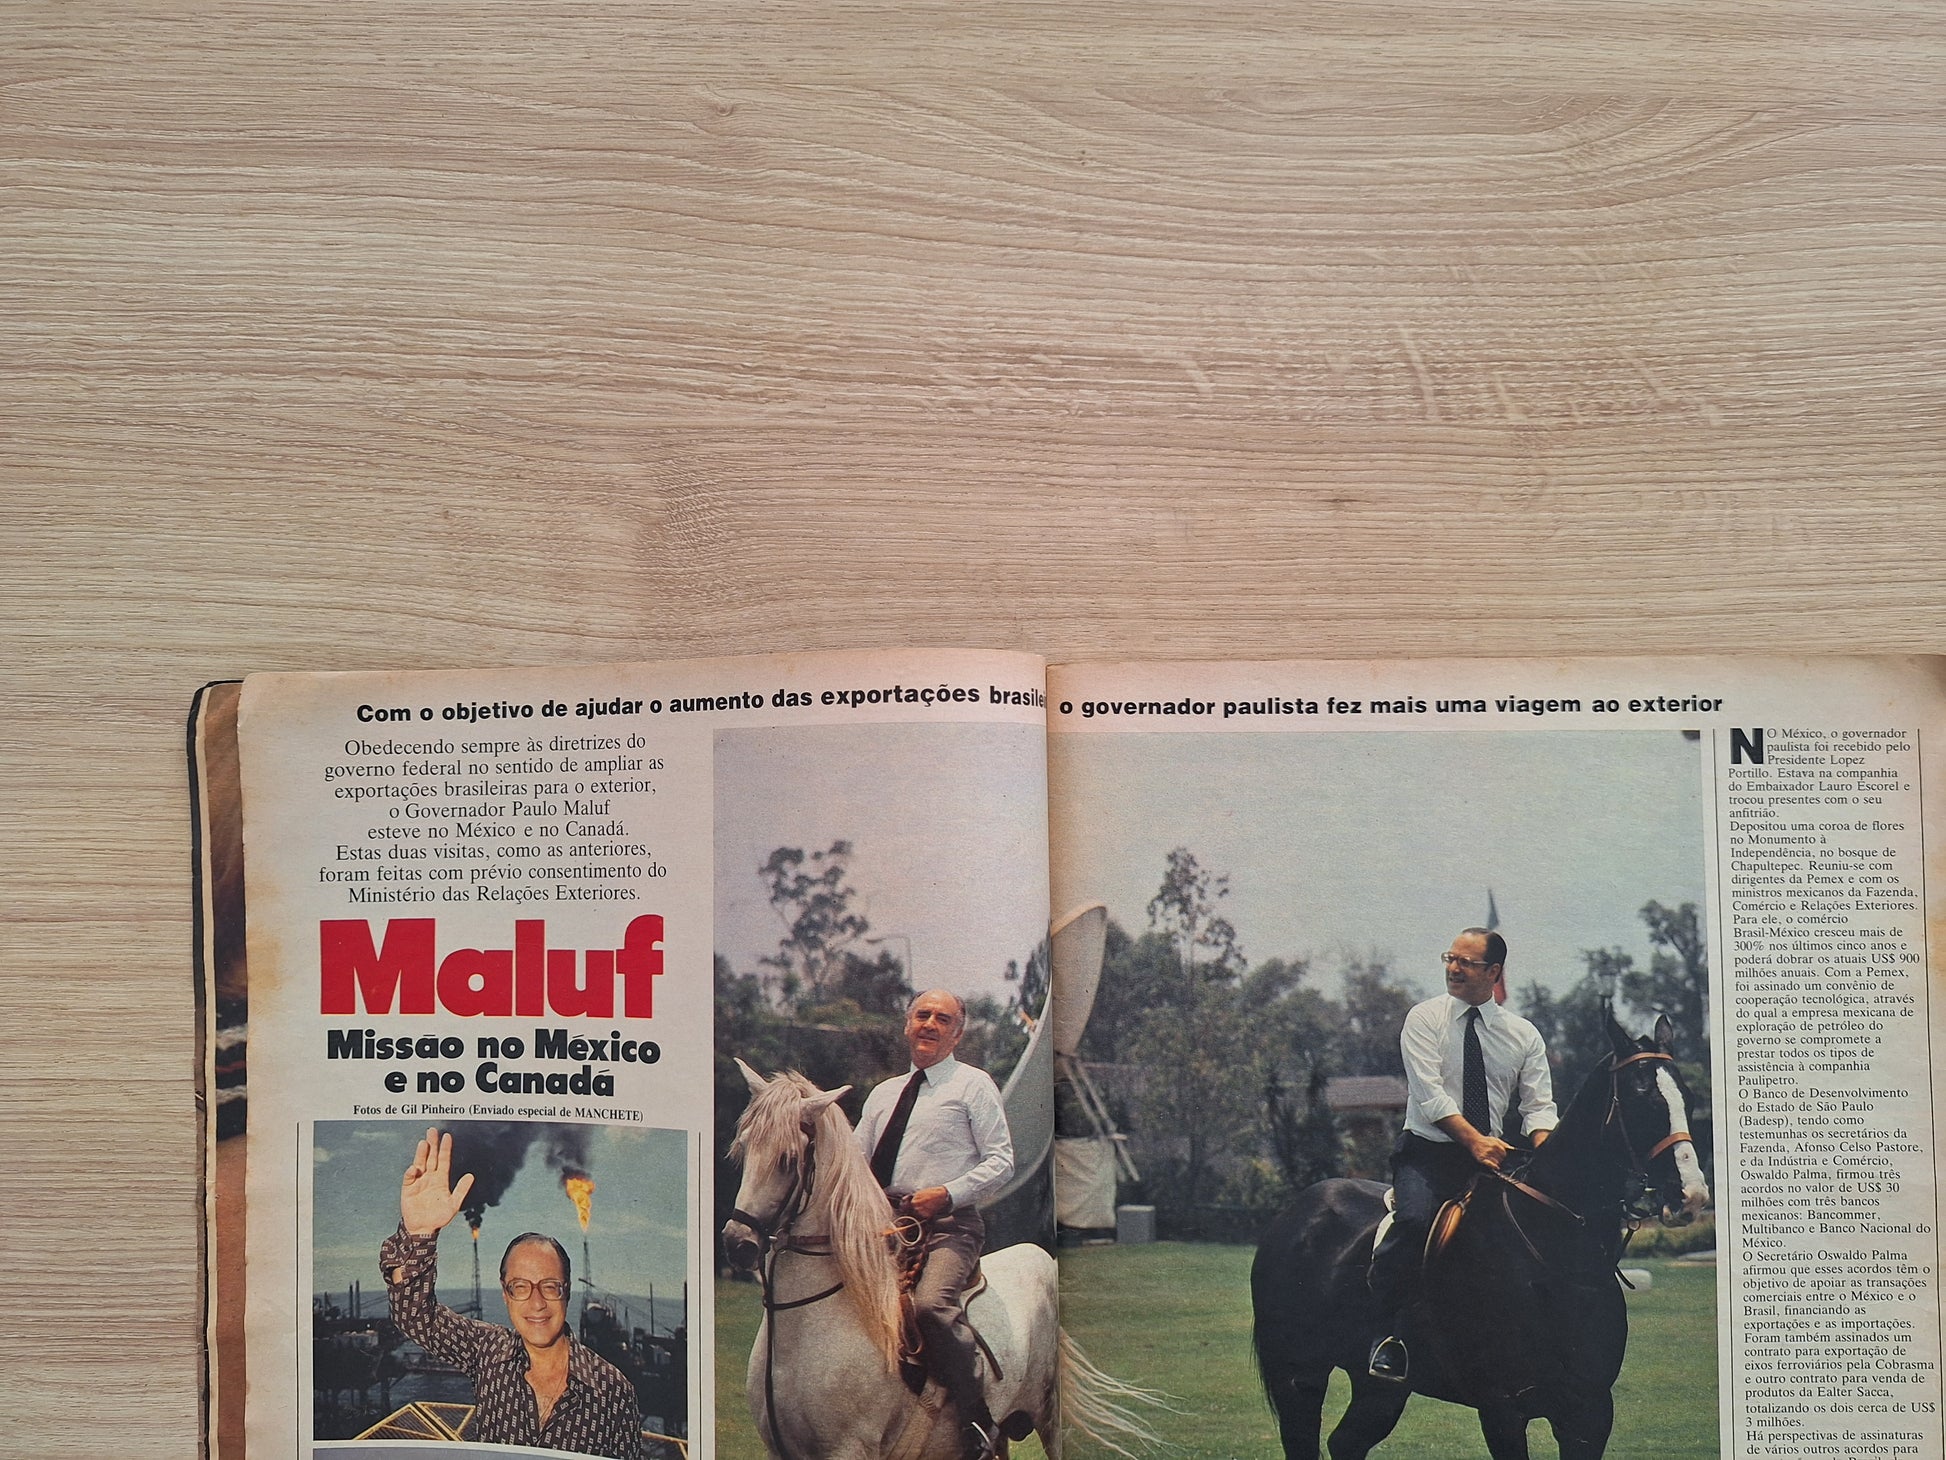 Com o objetivo de ajudar o aumento das exportações brasilei o governador paulista fez mais uma viagem ao exterior
Obedecendo sempre às diretrizes do
governo federal no sentido de ampliar as
exportações brasileiras para o exterior,
o Governador Paulo Maluf
esteve no México e no Canadá.
Estas duas visitas, como as anteriores,
foram feitas com prévio consentimento do
Ministério das Relações Exteriores.
Maluf
Missão no México
e no Canadá
Fotos de Gil Pinheiro (Enviado especial de MANCHETE)
NO México, o governador
paulista foi recebido pelo
Presidente Lopez
Portillo. Estava na companhia
do Embaixador Lauro Escorel e
trocou presentes com o seu
anfitrião.
Depositou uma coroa de flores
no Monumento à
Independência, no bosque de
Chapultepec. Reuniu-se com
dirigentes da Pemex e com os
ministros mexicanos da Fazenda,
Comércio e Relações Exteriores.
Para ele, o comércio
Brasil-México cresceu mais de
300% nos últimos cinco anos e
poderá dobrar os atuais US$ 900
milhões anuais. Com a Pemex,
foi assinado um convênio de
cooperação tecnológica, através
do qual a empresa mexicana de
exploração de petróleo do
governo se compromete a
prestar todos os tipos de
assistência à companhia
Paulipetro.
O Banco de Desenvolvimento
do Estado de São Paulo
(Badesp), tendo como
testemunhas os secretários da
Fazenda, Afonso Celso Pastore,
e da Indústria e Comércio,
Oswaldo Palma, firmou três
acordos no valor de US$ 30
milhões com três bancos
mexicanos: Bancommer,
Multibanco e Banco Nacional do
México.
O Secretário Oswaldo Palma
afirmou que esses acordos têm o
objetivo de apoiar as transações
comerciais entre o México e o
Brasil, financiando as
exportações e as importações.
Foram também assinados um
contrato para exportação de
eixos ferroviários pela Cobrasma
e outro contrato para venda de
produtos da Ealter Sacca,
totalizando os dois cerca de US$
3 milhões.
Há perspectivas de assinaturas
de vários outros acordos para